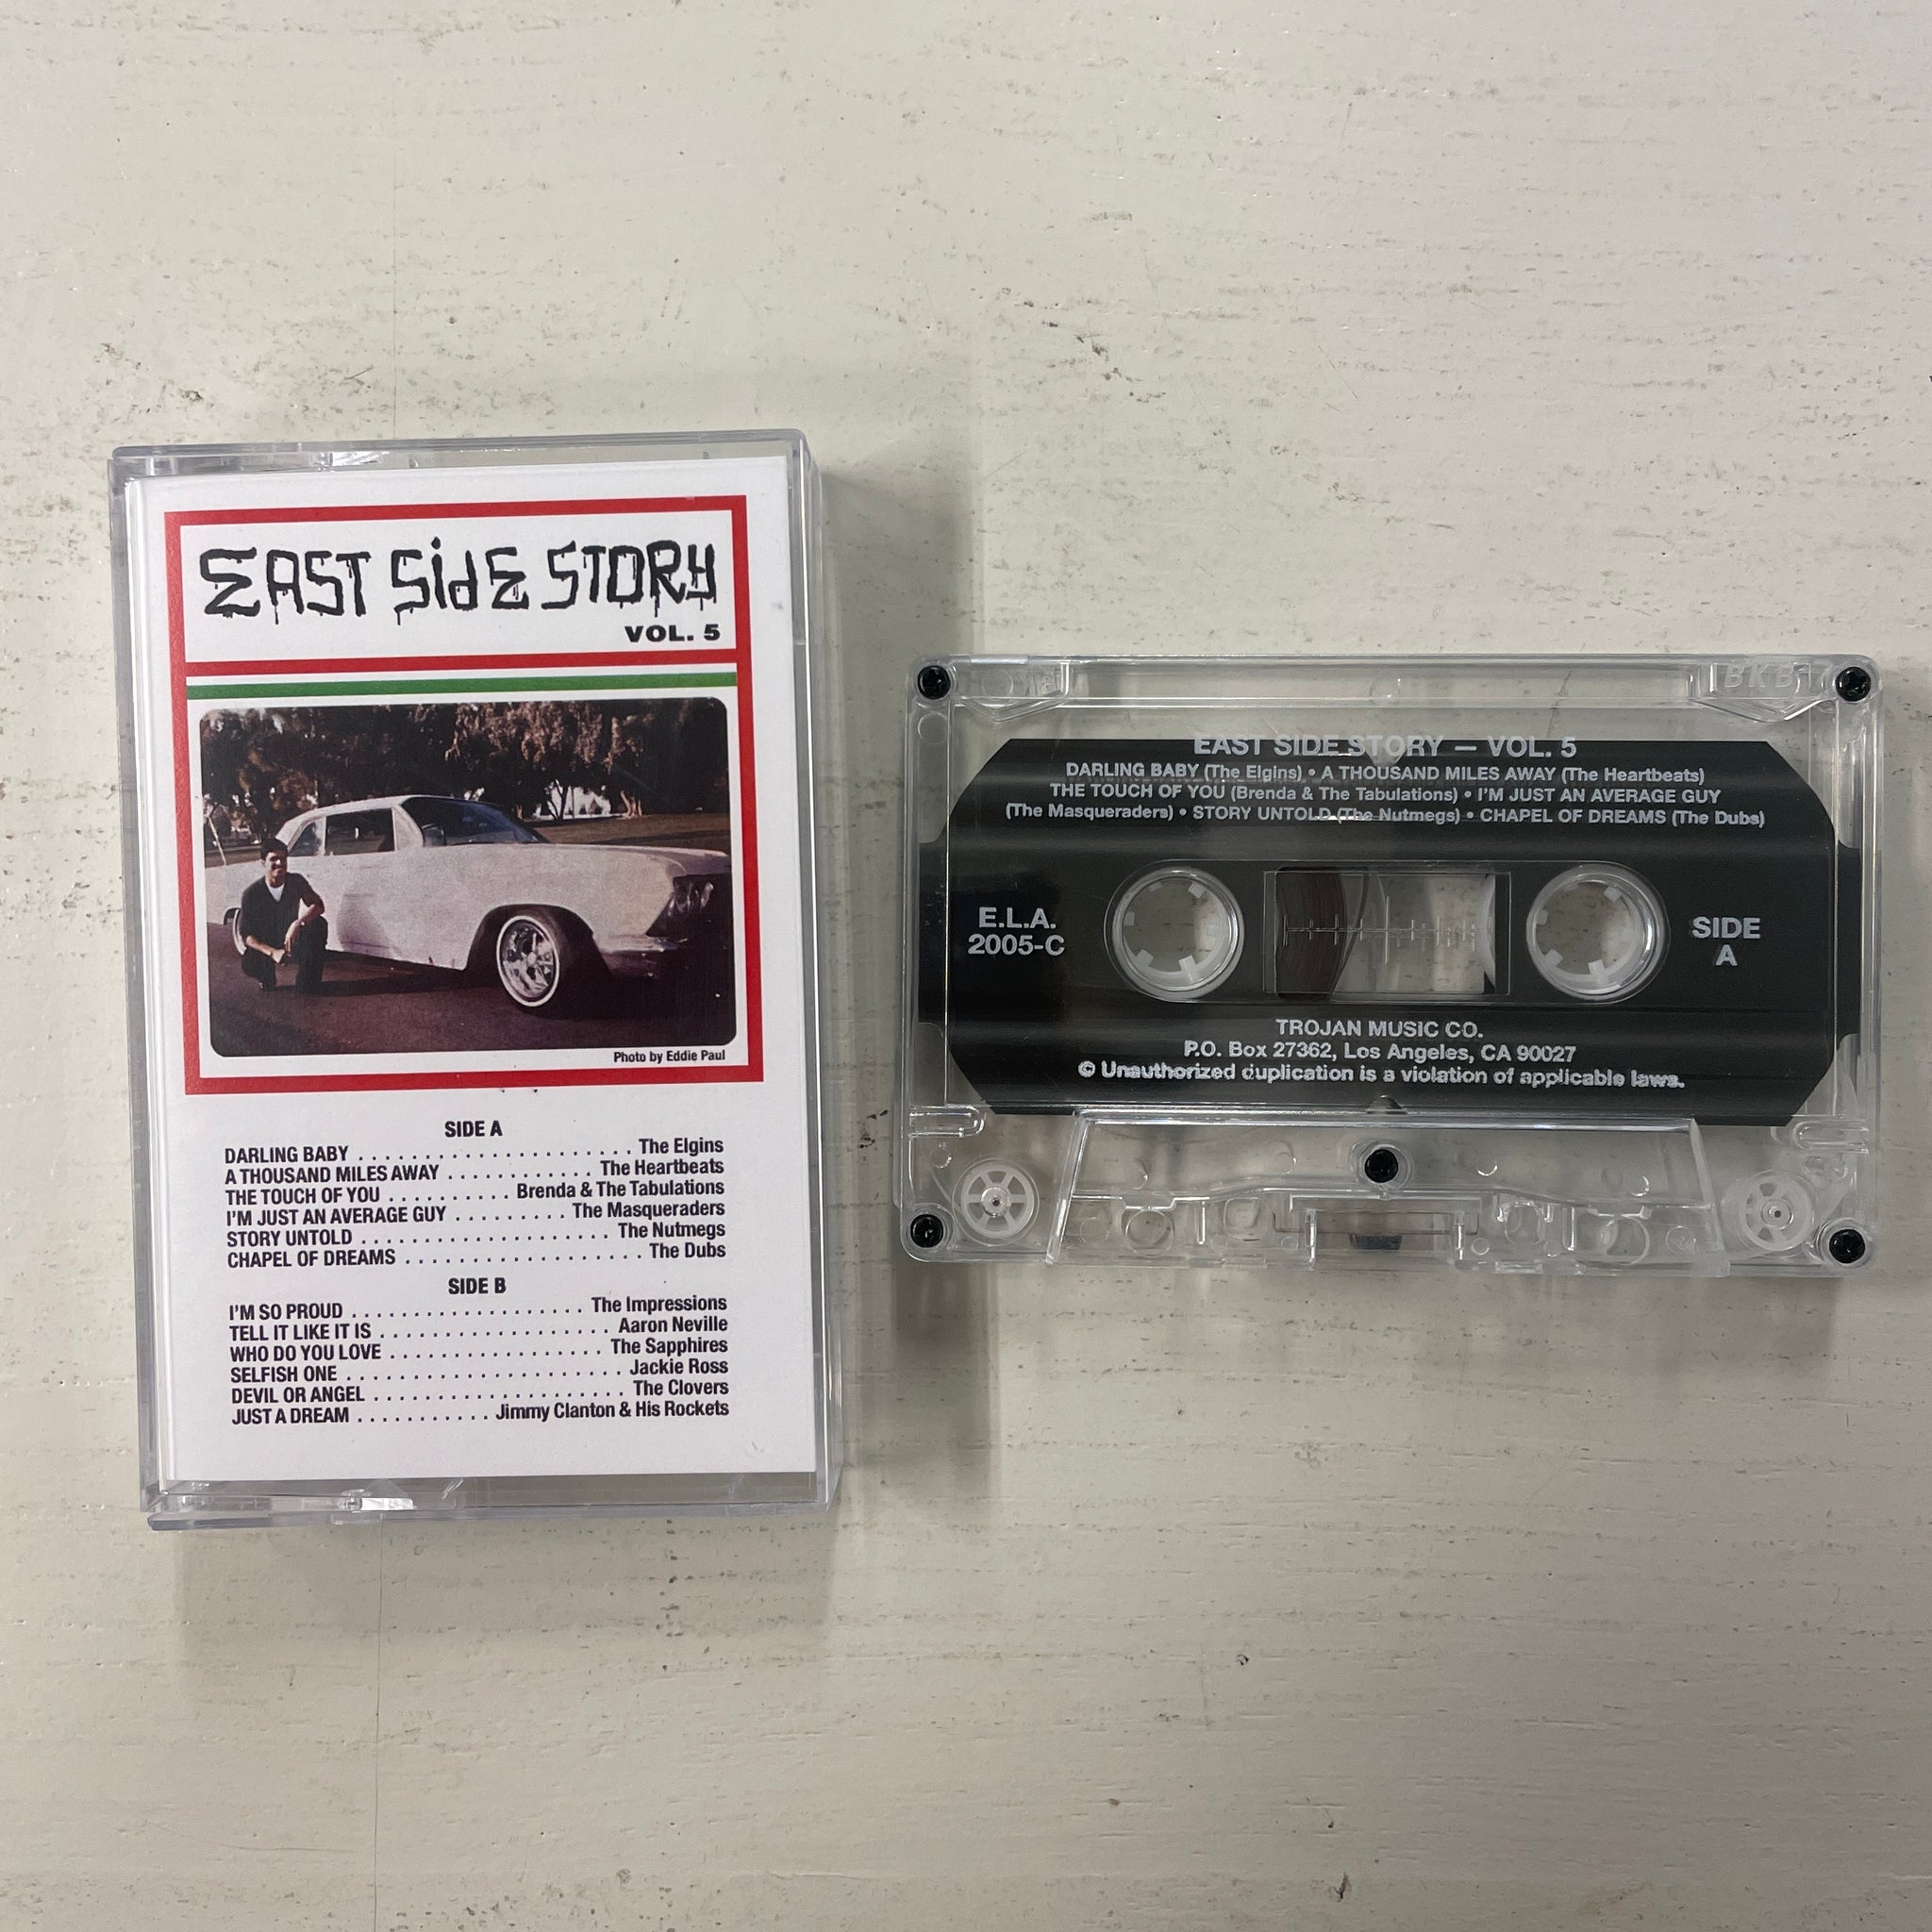 EAST SidE STORY
VOL. 5
Photo by Eddie Paul
SIDE A
DARLING BABY . . . . . . . . . . . . . . . . . . . . . . . The Elgins
A THOUSAND MILES AWAY . . . . . . . . . . . . The Heartbeats
THE TOUCH OF YOU . . . . . . . . . . Brenda & The Tabulations
I'M JUST AN AVERAGE GUY . . . . . . . . . The Masqueraders
STORY UNTOLD . . . . . . . . . . . . . . . . . . . . . The Nutmegs
CHAPEL OF DREAMS . . . . . . . . . . . . . . . . . . . . The Dubs
SIDE B
I'M SO PROUD . . . . . . . . . . . . . . . . . . . . The Impressions
TELL IT LIKE IT IS . . . . . . . . . . . . . . . . . . . . Aaron Neville
WHO DO YOU LOVE . . . . . . . . . . . . . . . . . . The Sapphires
SELFISH ONE . . . . . . . . . . . . . . . . . . . . . . . Jackie Ross
DEVIL OR ANGEL . . . . . . . . . . . . . . . . . . . . . The Clovers
JUST A DREAM . . . . . . . . . . . Jimmy Clanton & His Rockets
EAST SIDE STORY — VOL. 5
DARLING BABY (The Elgins) • A THOUSAND MILES AWAY (The Heartbeats)
THE TOUCH OF YOU (Brenda & The Tabulations) • I'M JUST AN AVERAGE GUY
(The Masqueraders) • STORY UNTOLD (The Nutmegs) • CHAPEL OF DREAMS (The Dubs)
E.L.A.
2005-C
SIDE
A
TROJAN MUSIC CO.
P.O. Box 27362, Los Angeles, CA 90027
© Unauthorized duplication is a violation of applicable laws.